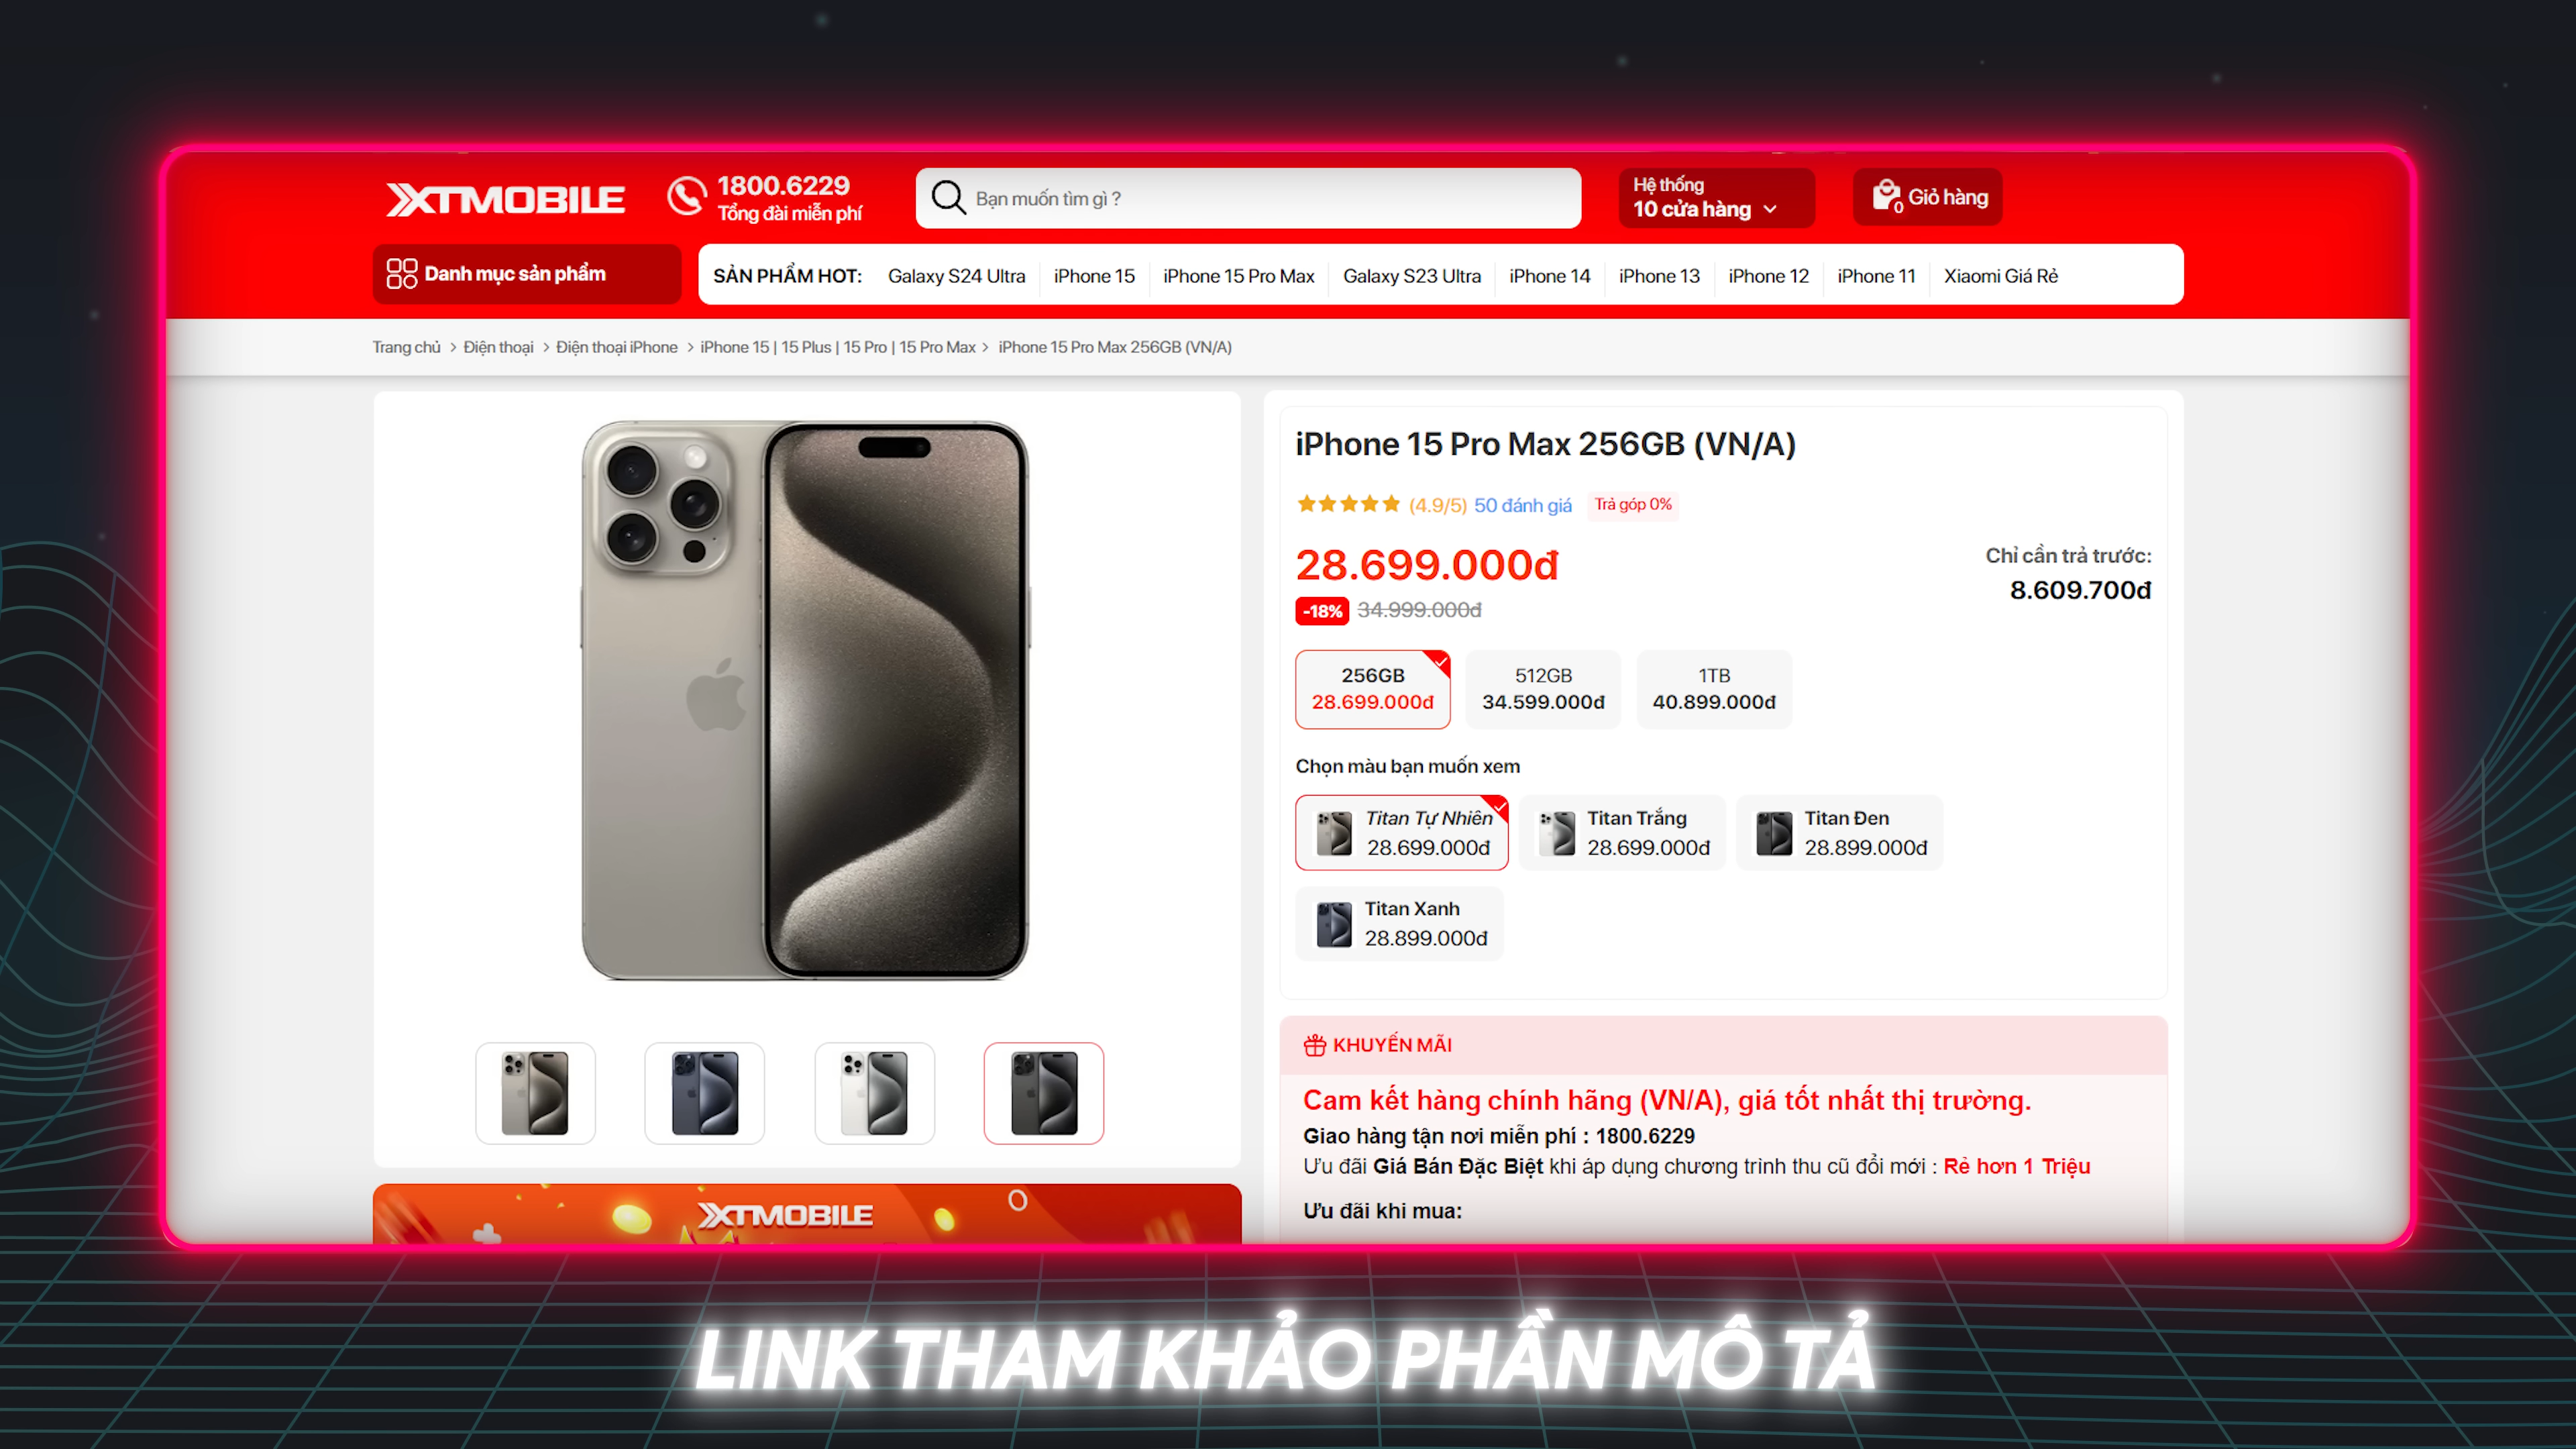 XTMOBILE
1800.6229
Tổng đài miễn phí
Bạn muốn tìm gì ?
Hệ thống
10 cửa hàng
0
Giỏ hàng
Danh mục sản phẩm
SẢN PHẨM HOT: Galaxy S24 Ultra iPhone 15 iPhone 15 Pro Max Galaxy S23 Ultra iPhone 14 iPhone 13 iPhone 12 iPhone 11 Xiaomi Giá Rẻ
Trang chủ > Điện thoại > Điện thoại iPhone > iPhone 15 | 15 Plus | 15 Pro | 15 Pro Max > iPhone 15 Pro Max 256GB (VN/A)
iPhone 15 Pro Max 256GB (VN/A)
(4.9/5) 50 đánh giá Trả góp 0%
28.699.000đ
-18% 34.999.000đ
Chỉ cần trả trước:
8.609.700đ
256GB
28.699.000đ
512GB
34.599.000đ
1TB
40.899.000đ
Chọn màu bạn muốn xem
Titan Tự Nhiên
28.699.000đ
Titan Trắng
28.699.000đ
Titan Đen
28.899.000đ
Titan Xanh
28.899.000đ
KHUYẾN MÃI
Cam kết hàng chính hãng (VN/A), giá tốt nhất thị trường.
Giao hàng tận nơi miễn phí : 1800.6229
Ưu đãi Giá Bán Đặc Biệt khi áp dụng chương trình thu cũ đổi mới : Rẻ hơn 1 Triệu
Ưu đãi khi mua:
XTMOBILE
LINK THAM KHẢO PHẦN MÔ TẢ